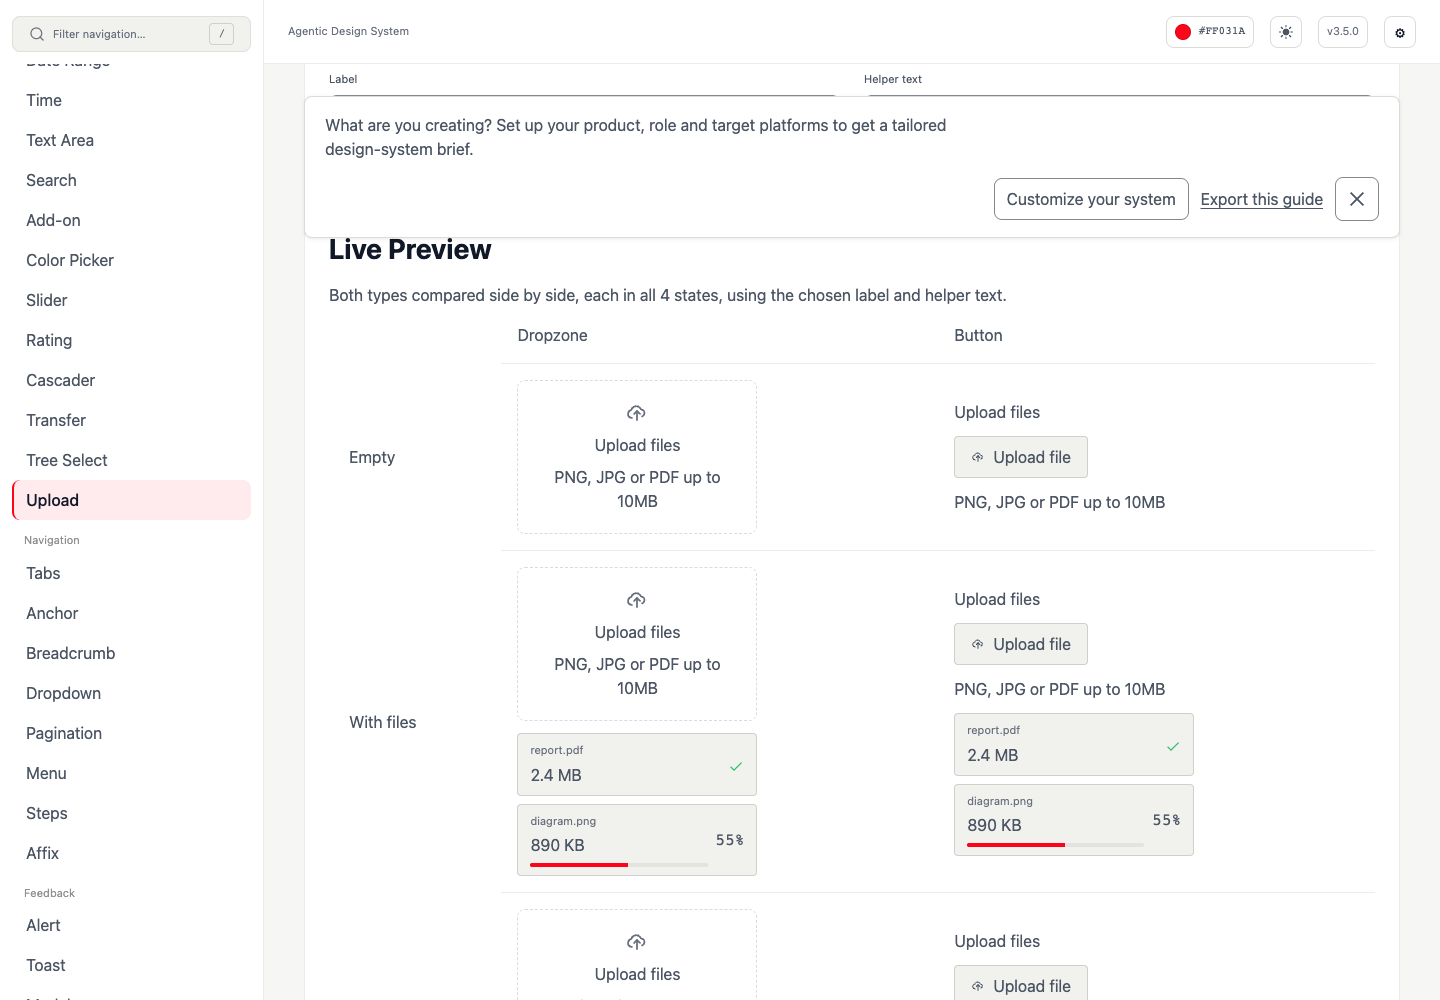 Filter navigation...
/
Date Range
Time
Text Area
Search
Add-on
Color Picker
Slider
Rating
Cascader
Transfer
Tree Select
Upload
Navigation
Tabs
Anchor
Breadcrumb
Dropdown
Pagination
Menu
Steps
Affix
Feedback
Alert
Toast
Agentic Design System
#FF031A
v3.5.0
Label
Helper text
What are you creating? Set up your product, role and target platforms to get a tailored
design-system brief.
Customize your system
Export this guide
Live Preview
Both types compared side by side, each in all 4 states, using the chosen label and helper text.
Dropzone
Button
Empty
Upload files
PNG, JPG or PDF up to
10MB
Upload files
Upload file
PNG, JPG or PDF up to 10MB
With files
Upload files
PNG, JPG or PDF up to
10MB
report.pdf
2.4 MB
diagram.png
890 KB
55%
Upload files
Upload file
PNG, JPG or PDF up to 10MB
report.pdf
2.4 MB
diagram.png
890 KB
55%
Upload files
Upload files
Upload file